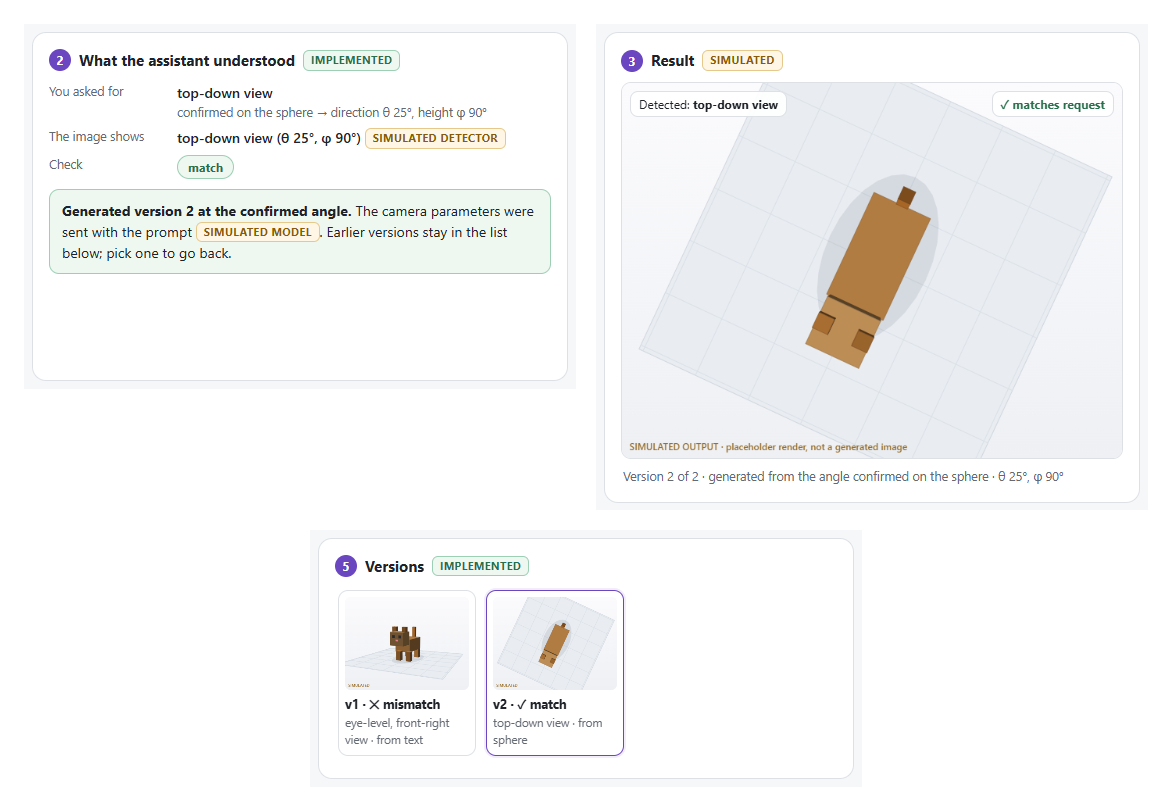 2 What the assistant understood IMPLEMENTED
You asked for top-down view
confirmed on the sphere → direction θ 25°, height φ 90°
The image shows top-down view (θ 25°, φ 90°) SIMULATED DETECTOR
Check match
Generated version 2 at the confirmed angle. The camera parameters were
sent with the prompt SIMULATED MODEL. Earlier versions stay in the list
below; pick one to go back.
3 Result SIMULATED
Detected: top-down view ✓ matches request
SIMULATED OUTPUT · placeholder render, not a generated image
Version 2 of 2 · generated from the angle confirmed on the sphere · θ 25°, φ 90°
5 Versions IMPLEMENTED
SIMULATED
v1 · ✕ mismatch
eye-level, front-right
view · from text
SIMULATED
v2 · ✓ match
top-down view · from
sphere